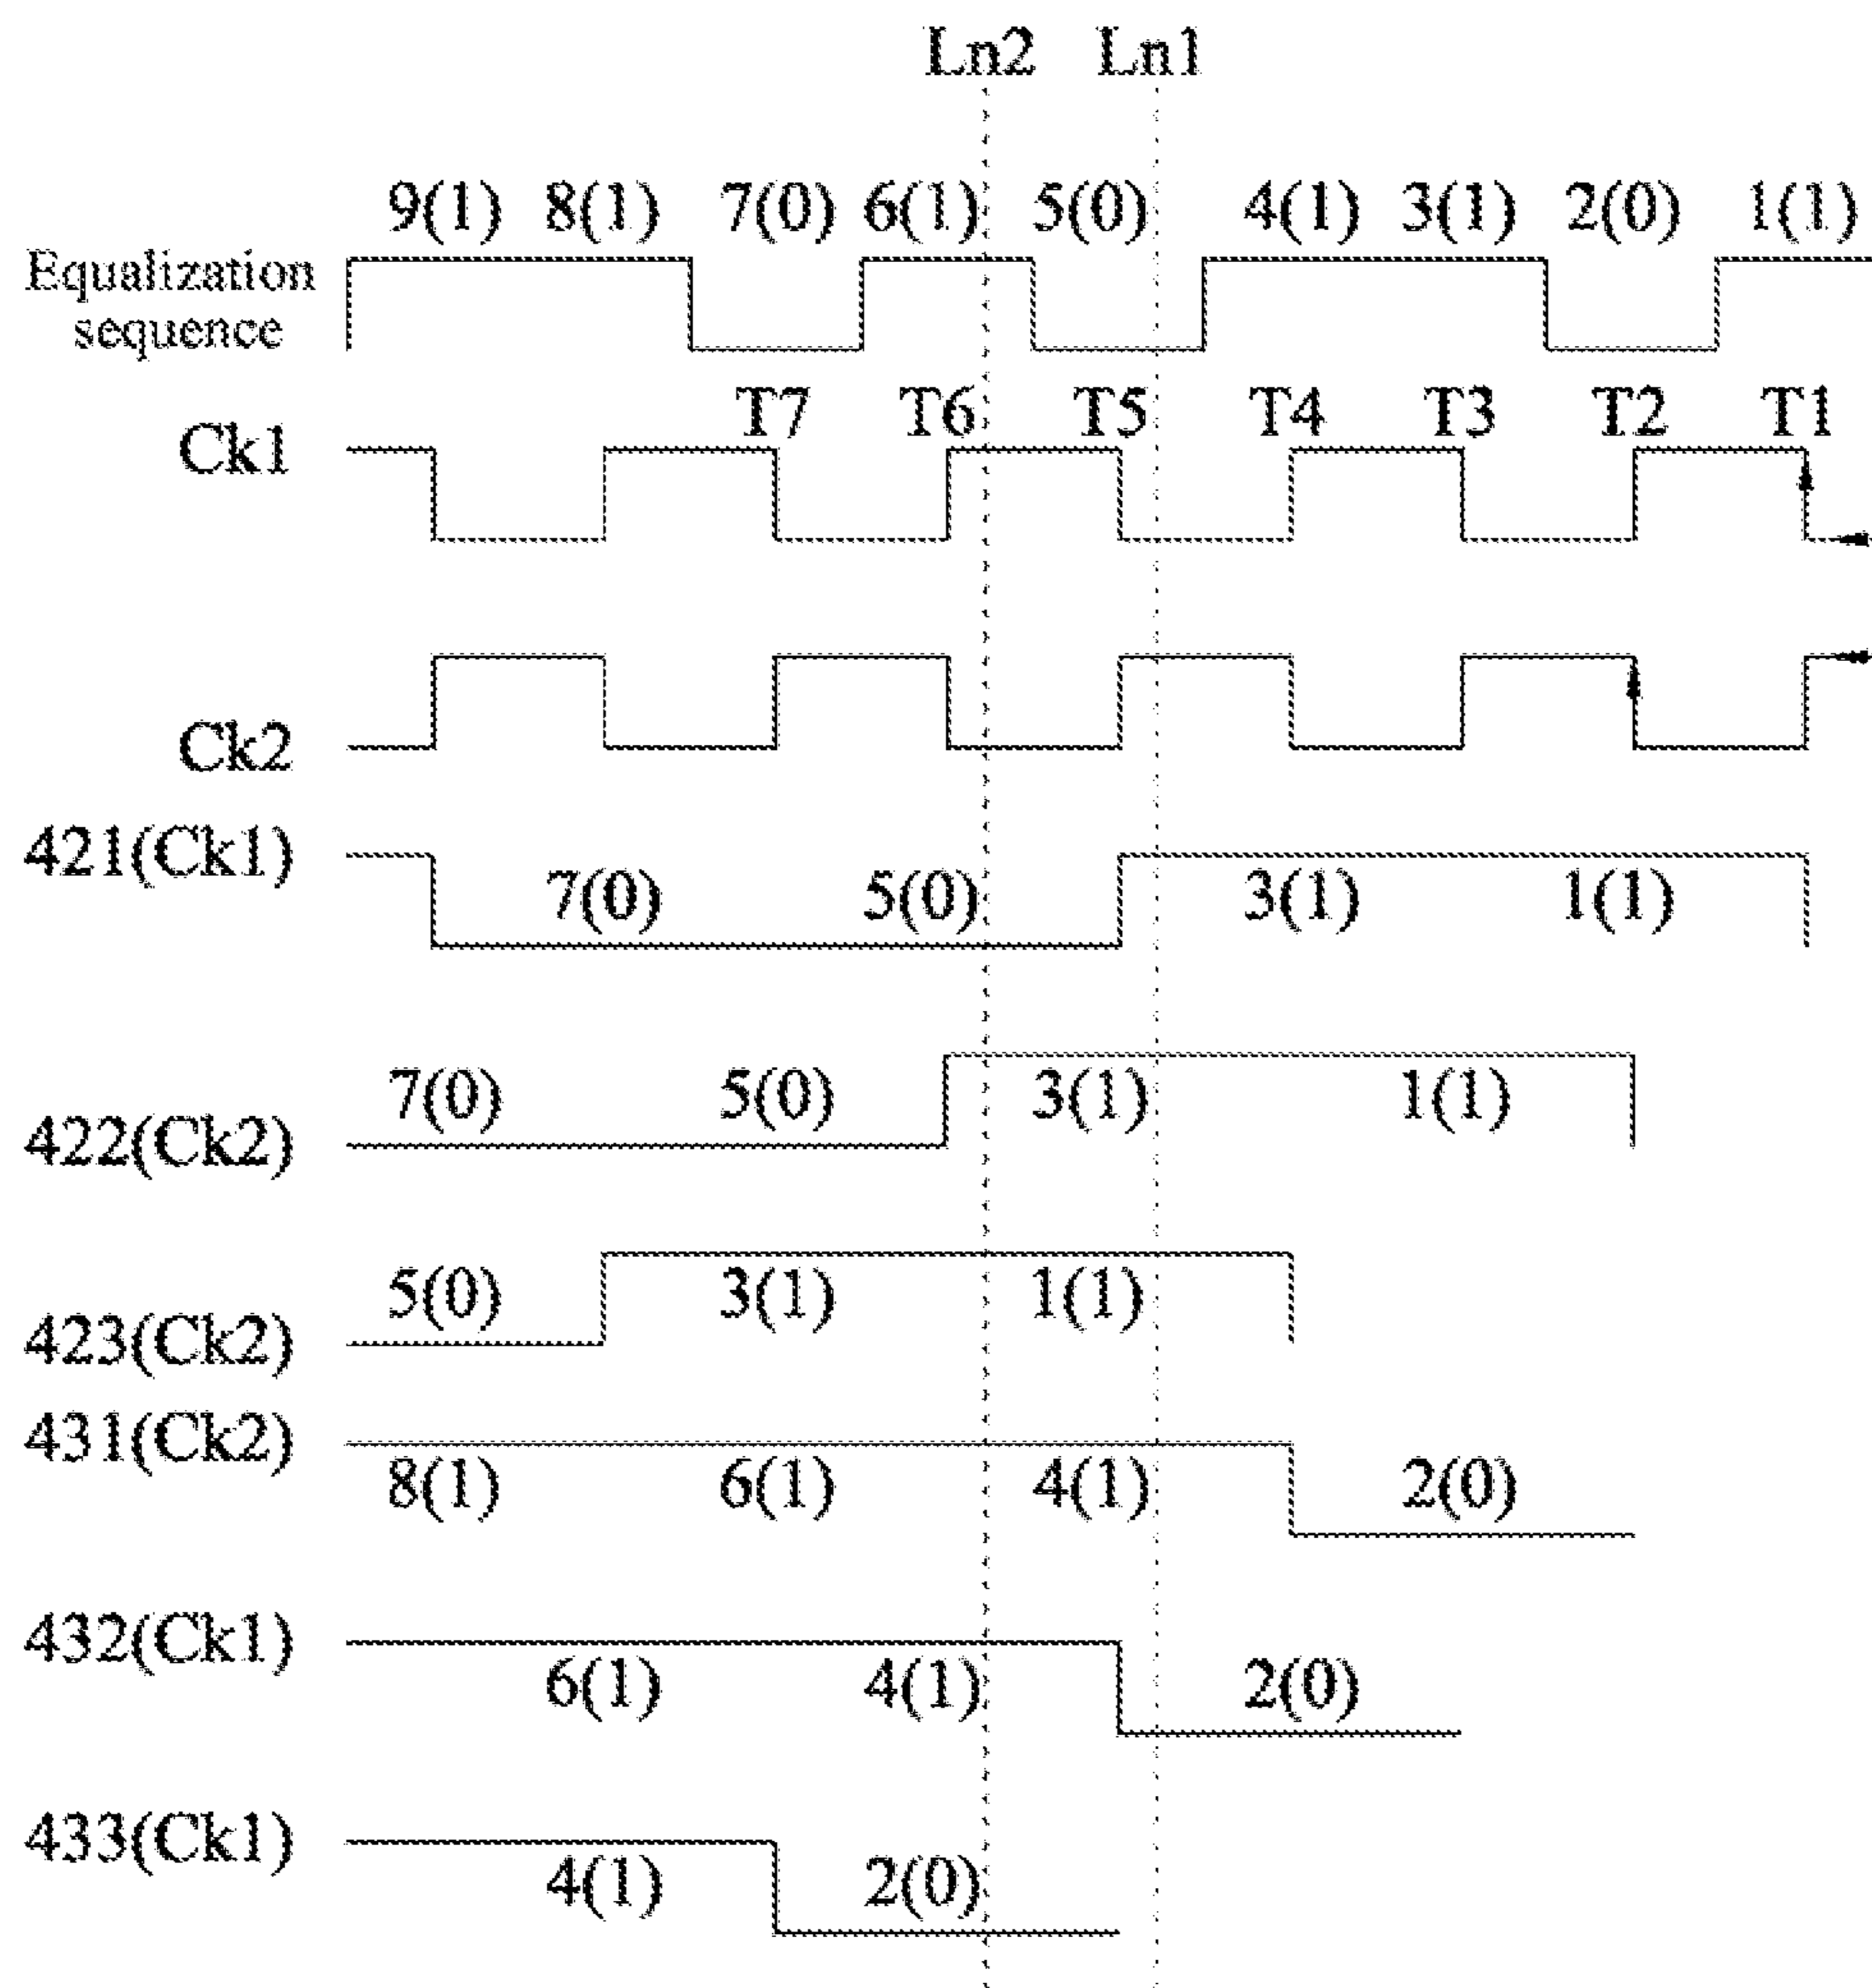 Ln2 Ln1
9(1) 8(1) 7(0) 6(1) 5(0) 4(1) 3(1) 2(0) 1(1)
Equalization
sequence
T7 T6 T5 T4 T3 T2 T1
Ck1
Ck2
421(Ck1)
7(0) 5(0) 3(1) 1(1)
7(0) 5(0) 3(1) 1(1)
422(Ck2)
5(0) 3(1) 1(1)
423(Ck2)
431(Ck2)
8(1) 6(1) 4(1) 2(0)
432(Ck1)
6(1) 4(1) 2(0)
433(Ck1)
4(1) 2(0)